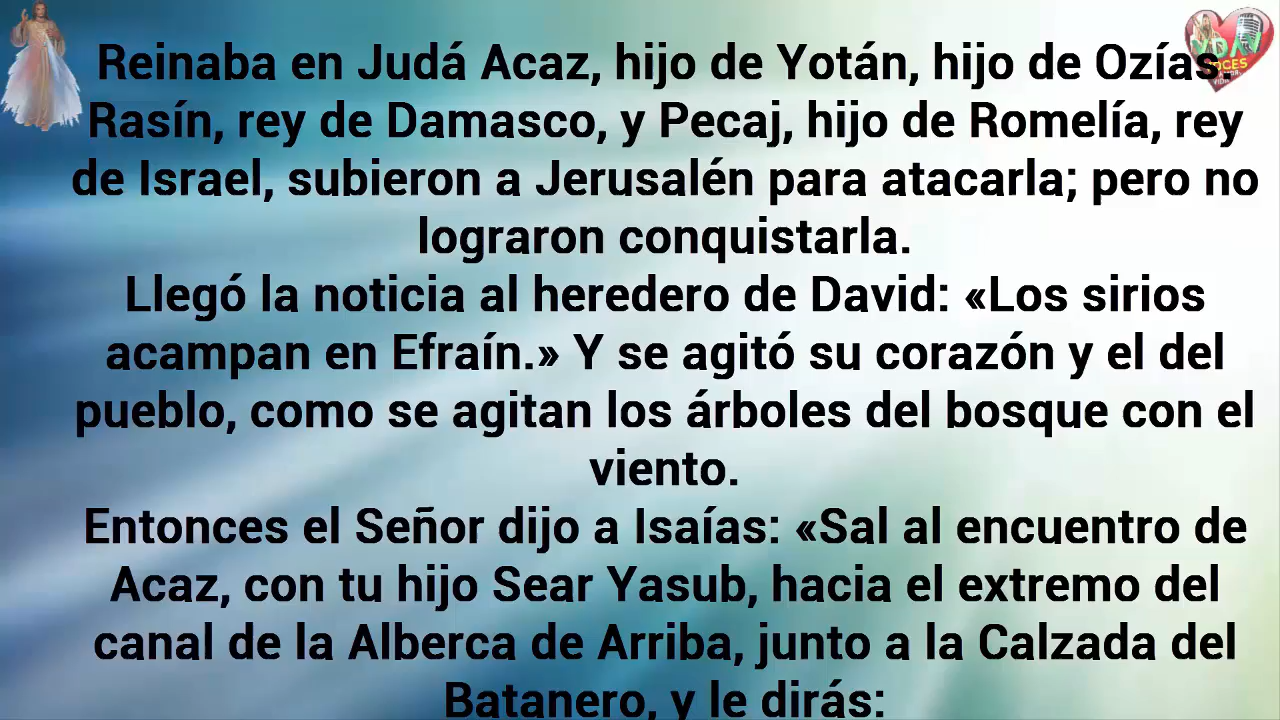 Reinaba en Judá Acaz, hijo de Yotán, hijo de Ozías
Rasín, rey de Damasco, y Pecaj, hijo de Romelía, rey
de Israel, subieron a Jerusalén para atacarla; pero no
lograron conquistarla.
Llegó la noticia al heredero de David: «Los sirios
acampan en Efraín.» Y se agitó su corazón y el del
pueblo, como se agitan los árboles del bosque con el
viento.
Entonces el Señor dijo a Isaías: «Sal al encuentro de
Acaz, con tu hijo Sear Yasub, hacia el extremo del
canal de la Alberca de Arriba, junto a la Calzada del
Batanero, y le dirás: